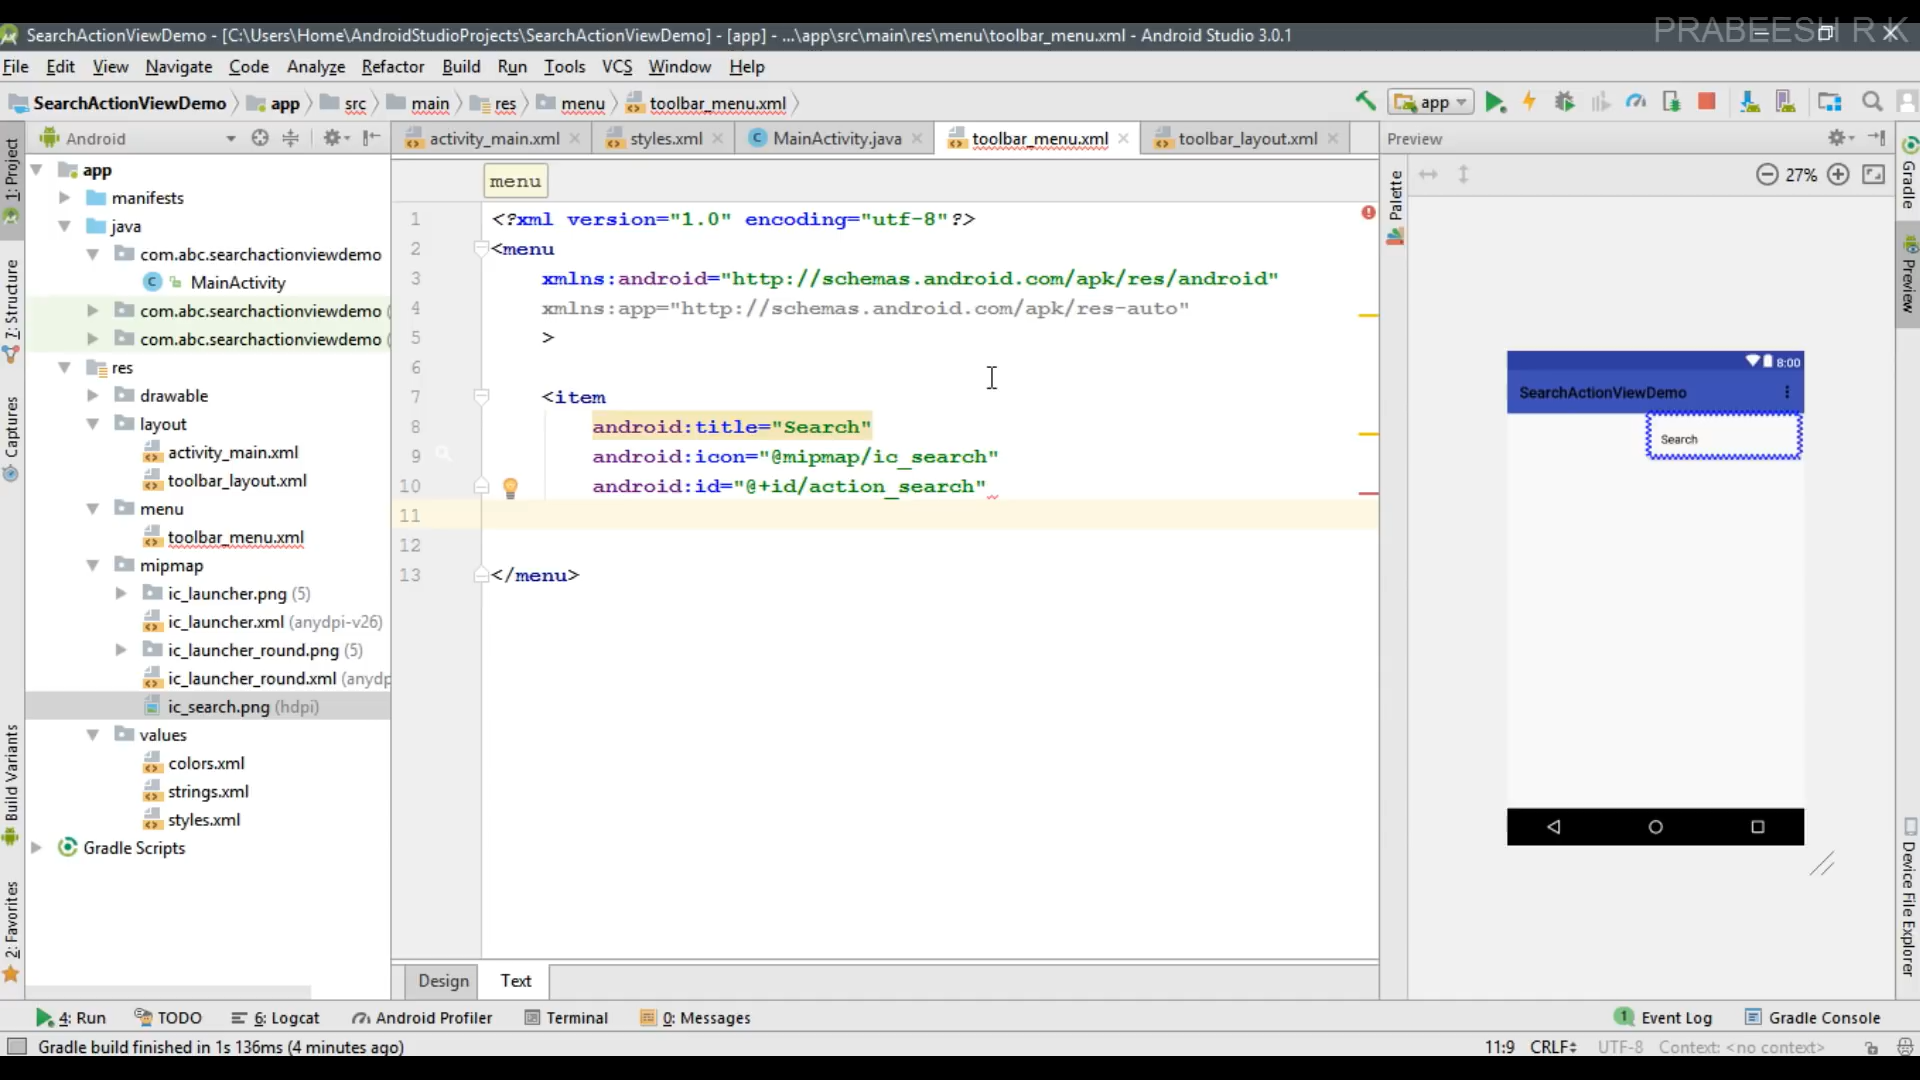 PRABEESH R K
SearchActionViewDemo - [C:\Users\Home\AndroidStudioProjects\SearchActionViewDemo] - [app] - ...\app\src\main\res\menu\toolbar_menu.xml - Android Studio 3.0.1
File Edit View Navigate Code Analyze Refactor Build Run Tools VCS Window Help
SearchActionViewDemo app src main res menu toolbar_menu.xml app
Android
activity_main.xml styles.xml MainActivity.java toolbar_menu.xml toolbar_layout.xml
Preview
1: Project
7: Structure
Captures
Build Variants
2: Favorites
app
manifests
java
com.abc.searchactionviewdemo
MainActivity
com.abc.searchactionviewdemo (
com.abc.searchactionviewdemo (
res
drawable
layout
activity_main.xml
toolbar_layout.xml
menu
toolbar_menu.xml
mipmap
ic_launcher.png (5)
ic_launcher.xml (anydpi-v26)
ic_launcher_round.png (5)
ic_launcher_round.xml (anydp
ic_search.png (hdpi)
values
colors.xml
strings.xml
styles.xml
Gradle Scripts
menu
1 <?xml version="1.0" encoding="utf-8"?>
2 <menu
3 xmlns:android="http://schemas.android.com/apk/res/android"
4 xmlns:app="http://schemas.android.com/apk/res-auto"
5 >
6
7 <item
8 android:title="Search"
9 android:icon="@mipmap/ic_search"
10 android:id="@+id/action_search"
11
12
13 </menu>
Design Text
Palette
27%
8:00
SearchActionViewDemo
Search
Gradle
Preview
Device File Explorer
4: Run TODO 6: Logcat Android Profiler Terminal 0: Messages 1 Event Log Gradle Console
Gradle build finished in 1s 136ms (4 minutes ago) 11:9 CRLF UTF-8 Context: <no context>